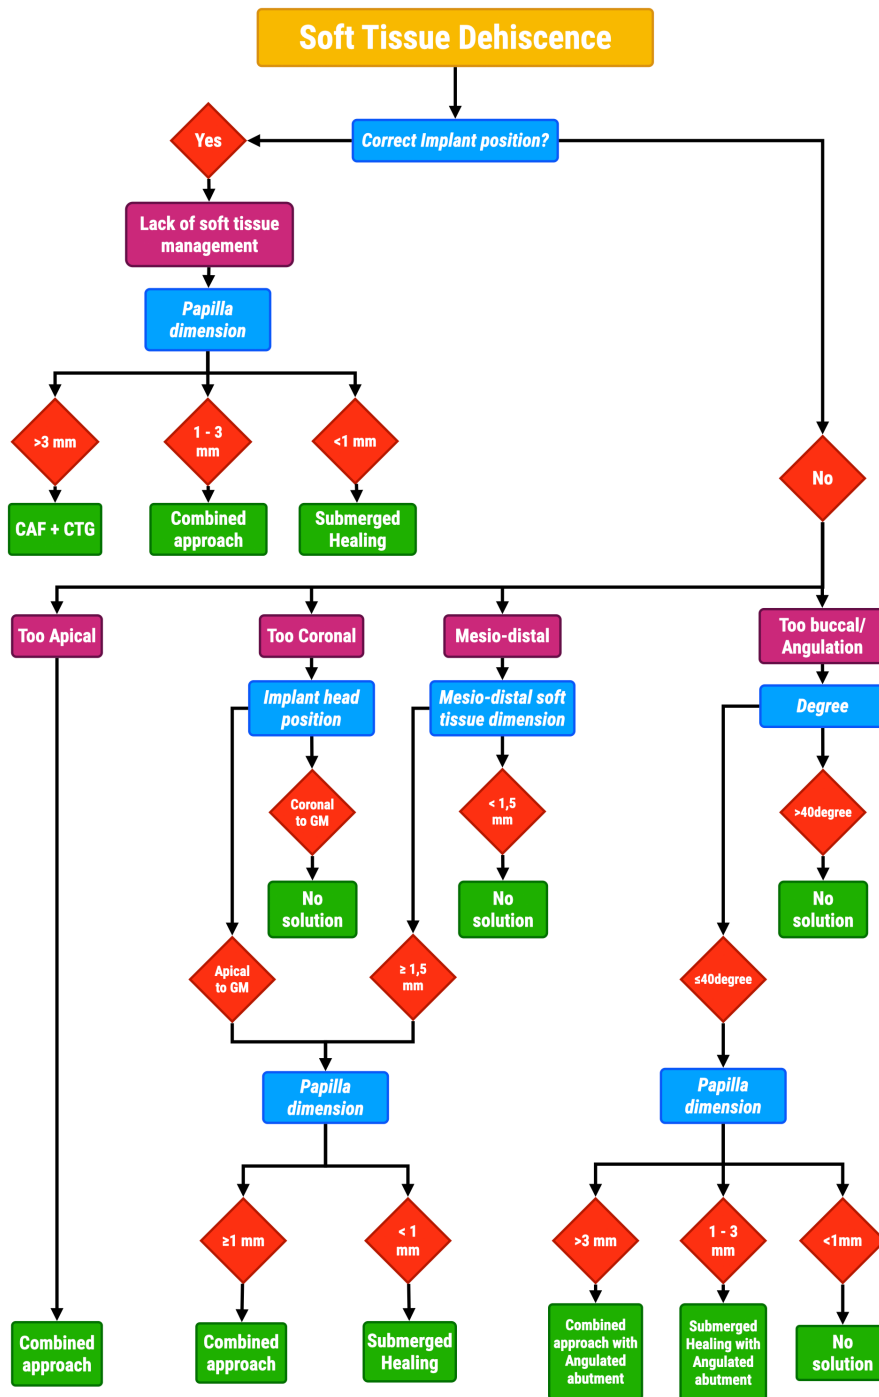 Soft Tissue Dehiscence
Correct Implant position?
Yes
Lack of soft tissue
management
Papilla
dimension
>3 mm
1 - 3
mm
<1 mm
CAF + CTG
Combined
approach
Submerged
Healing
No
Too Apical
Too Coronal
Mesio-distal
Too buccal/
Angulation
Implant head
position
Mesio-distal soft
tissue dimension
Degree
Coronal
to GM
< 1,5
mm
>40degree
No
solution
No
solution
No
solution
Apical
to GM
≥ 1,5
mm
≤40degree
Papilla
dimension
Papilla
dimension
≥1 mm
< 1
mm
>3 mm
1 - 3
mm
<1mm
Combined
approach
Combined
approach
Submerged
Healing
Combined
approach with
Angulated
abutment
Submerged
Healing with
Angulated
abutment
No
solution